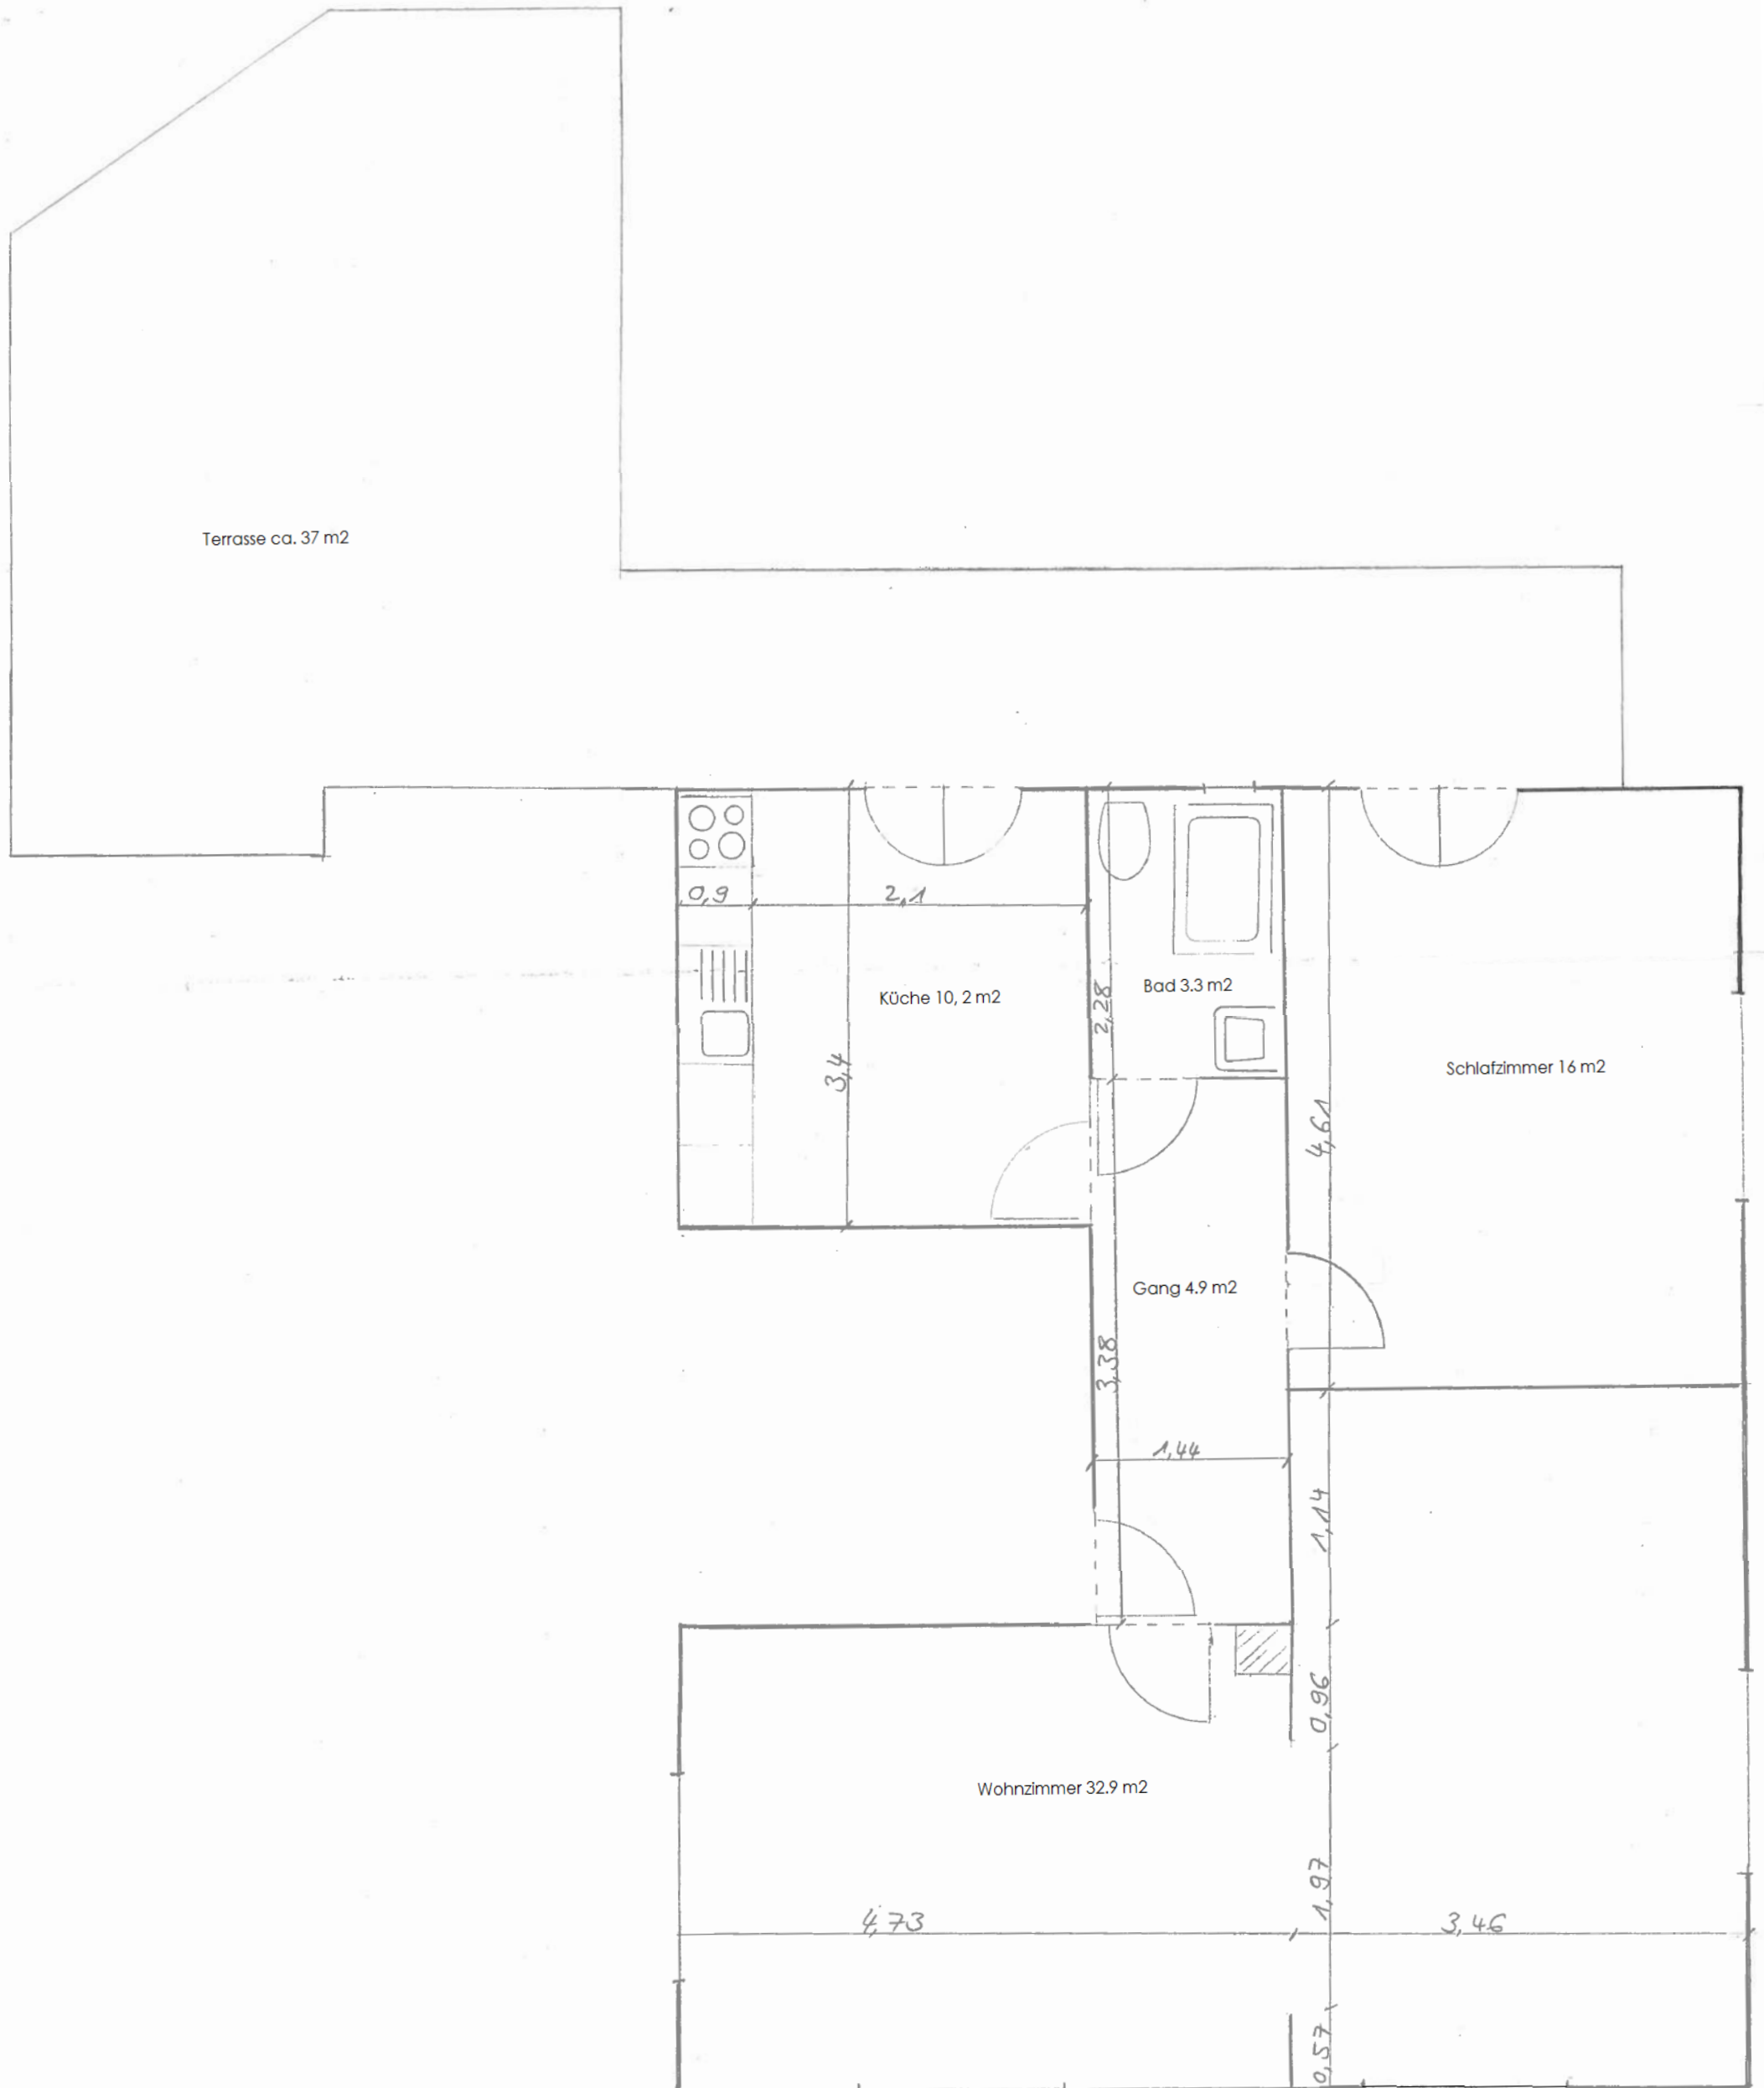 Terrasse ca. 37 m2
0,9
2,1
Küche 10, 2 m2
3,4
2,28
Bad 3.3 m2
Schlafzimmer 16 m2
4,61
Gang 4.9 m2
3,38
1,44
1,14
0,96
Wohnzimmer 32.9 m2
1,97
4,73
3,46
0,57